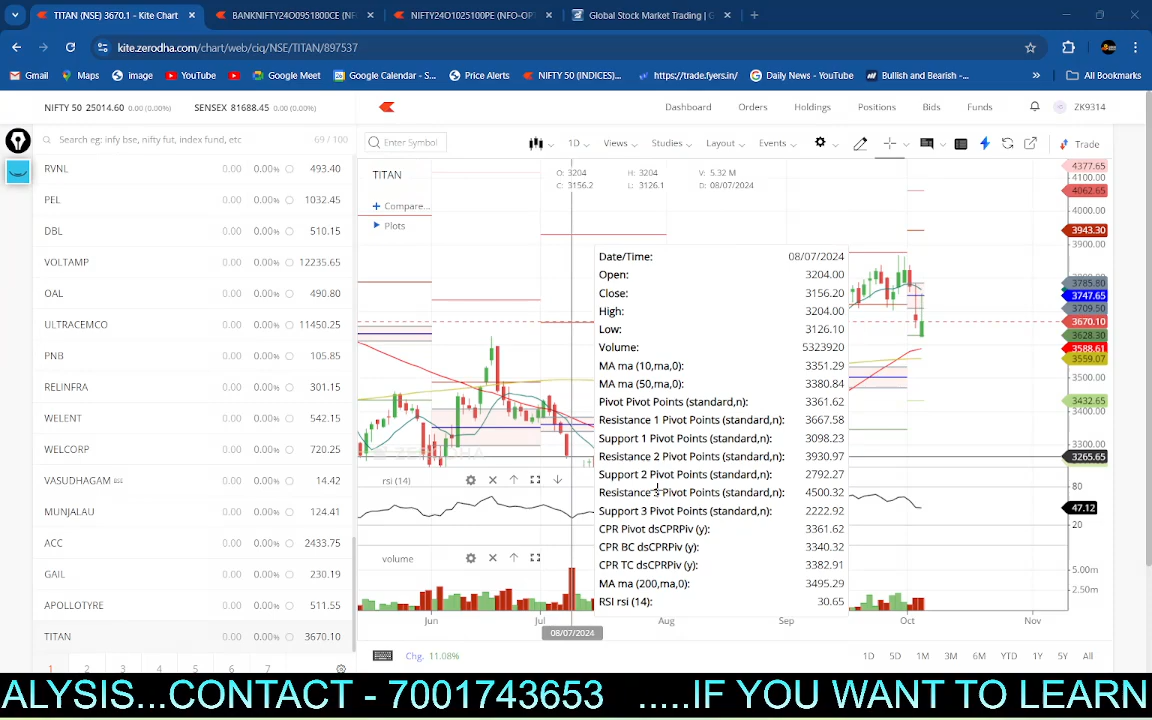 TITAN (NSE) 3670.1 - Kite Chart
BANKNIFTY24O0951800CE (NF
NIFTY24O1025100PE (NFO-OP
Global Stock Market Trading | G
kite.zerodha.com/chart/web/ciq/NSE/TITAN/897537
Gmail
Maps
image
YouTube
Google Meet
Google Calendar - S...
Price Alerts
NIFTY 50 (INDICES)...
https://trade.fyers.in/
Daily News - YouTube
Bullish and Bearish -...
All Bookmarks
NIFTY 50 25014.60 0.00 (0.00%)
SENSEX 81688.45 0.00 (0.00%)
Dashboard
Orders
Holdings
Positions
Bids
Funds
ZK9314
Search eg: infy bse, nifty fut, index fund, etc
69 / 100
RVNL 0.00 0.00% 493.40
PEL 0.00 0.00% 1032.45
DBL 0.00 0.00% 510.15
VOLTAMP 0.00 0.00% 12235.65
OAL 0.00 0.00% 490.80
ULTRACEMCO 0.00 0.00% 11450.25
PNB 0.00 0.00% 105.85
RELINFRA 0.00 0.00% 301.15
WELENT 0.00 0.00% 542.15
WELCORP 0.00 0.00% 720.25
VASUDHAGAM 0.00 0.00% 14.42
MUNJALAU 0.00 0.00% 124.41
ACC 0.00 0.00% 2433.75
GAIL 0.00 0.00% 230.19
APOLLOTYRE 0.00 0.00% 511.55
TITAN 0.00 0.00% 3670.10
1 2 3 4 5 6 7
Enter Symbol
1D
Views
Studies
Layout
Events
Trade
TITAN
O: 3204 H: 3204 V: 5.32 M
C: 3156.2 L: 3126.1 D: 08/07/2024
Compare...
Plots
Date/Time: 08/07/2024
Open: 3204.00
Close: 3156.20
High: 3204.00
Low: 3126.10
Volume: 5323920
MA ma (10,ma,0): 3351.29
MA ma (50,ma,0): 3380.84
Pivot Pivot Points (standard,n): 3361.62
Resistance 1 Pivot Points (standard,n): 3667.58
Support 1 Pivot Points (standard,n): 3098.23
Resistance 2 Pivot Points (standard,n): 3930.97
Support 2 Pivot Points (standard,n): 2792.27
Resistance 3 Pivot Points (standard,n): 4500.32
Support 3 Pivot Points (standard,n): 2222.92
CPR Pivot dsCPRPiv (y): 3361.62
CPR BC dsCPRPiv (y): 3340.32
CPR TC dsCPRPiv (y): 3382.91
MA ma (200,ma,0): 3495.29
RSI rsi (14): 30.65
4377.65
4100.00
4062.65
4000.00
3943.30
3900.00
3785.80
3747.65
3709.50
3670.10
3628.30
3588.61
3559.07
3500.00
3432.65
3400.00
3300.00
3265.65
ZERODHA
rsi (14)
80
47.12
20
volume
5.00m
2.50m
Jun
Jul
Aug
Sep
Oct
Nov
08/07/2024
Chg. 11.08%
1D 5D 1M 3M 6M YTD 1Y 5Y All
ALYSIS...CONTACT - 7001743653 .....IF YOU WANT TO LEARN